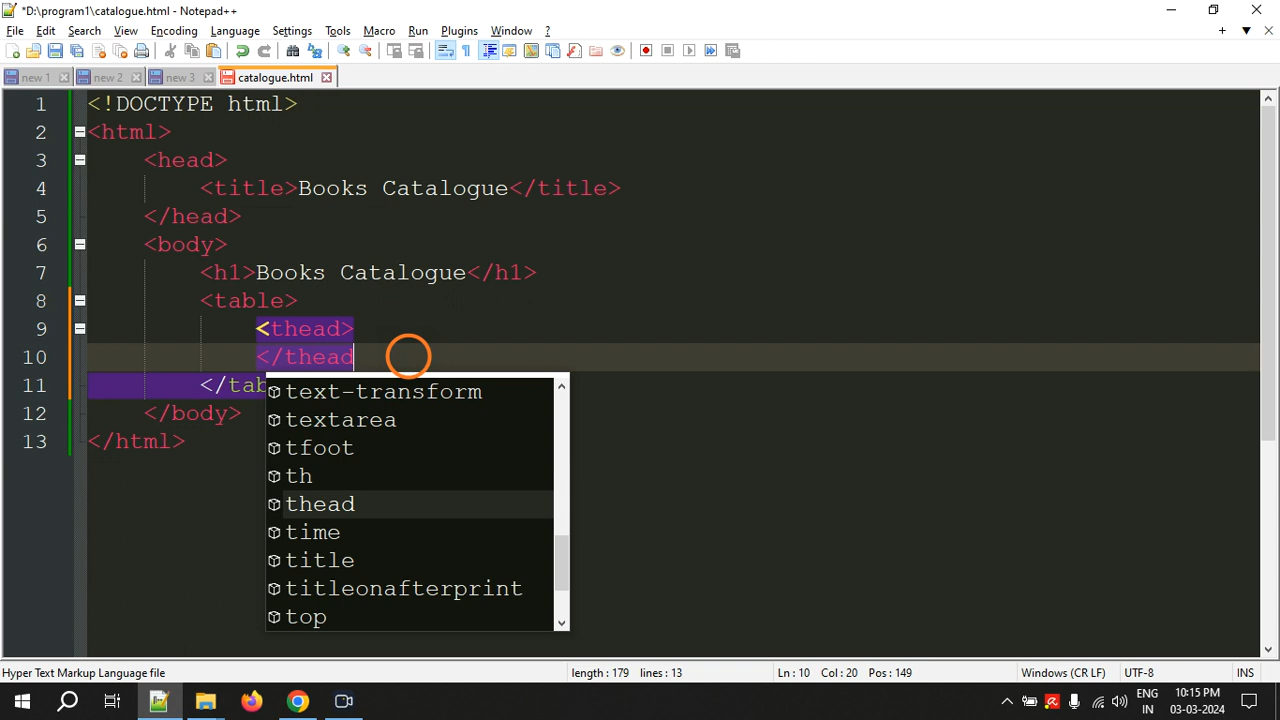 *D:\program1\catalogue.html - Notepad++
File Edit Search View Encoding Language Settings Tools Macro Run Plugins Window ?
new 1 new 2 new 3 catalogue.html
1 <!DOCTYPE html>
2 <html>
3 <head>
4 <title>Books Catalogue</title>
5 </head>
6 <body>
7 <h1>Books Catalogue</h1>
8 <table>
9 <thead>
10 </thead
11 </tab
12 </body>
13 </html>
text-transform
textarea
tfoot
th
thead
time
title
titleonafterprint
top
Hyper Text Markup Language file length : 179 lines : 13 Ln : 10 Col : 20 Pos : 149 Windows (CR LF) UTF-8 INS
ENG
IN
10:15 PM
03-03-2024